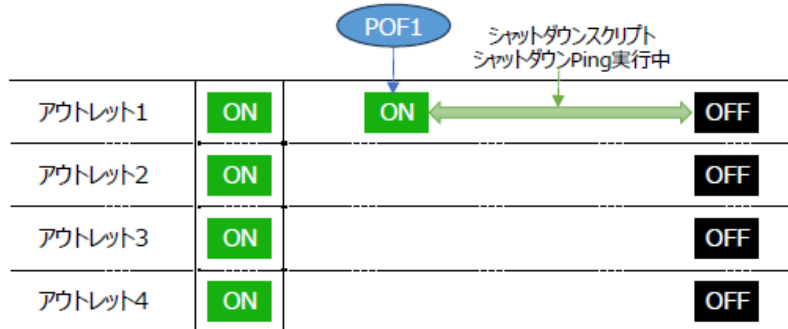 POF1
シャットダウンスクリプト
シャットダウンPing実行中
アウトレット1 ON ON OFF
アウトレット2 ON OFF
アウトレット3 ON OFF
アウトレット4 ON OFF